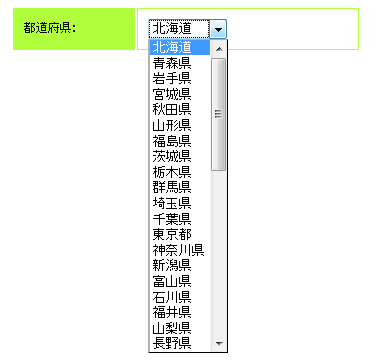 都道府県: 北海道
北海道
青森県
岩手県
宮城県
秋田県
山形県
福島県
茨城県
栃木県
群馬県
埼玉県
千葉県
東京都
神奈川県
新潟県
富山県
石川県
福井県
山梨県
長野県